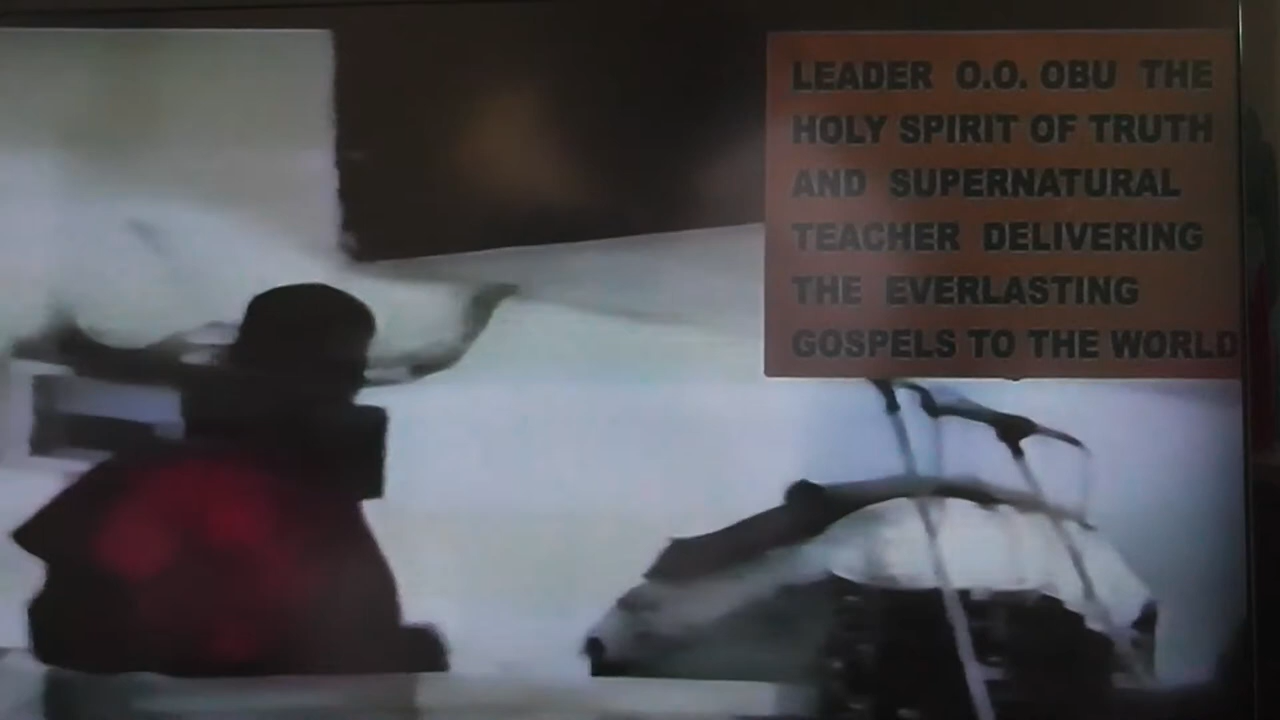 LEADER O.O. OBU THE
HOLY SPIRIT OF TRUTH
AND SUPERNATURAL
TEACHER DELIVERING
THE EVERLASTING
GOSPELS TO THE WORLD